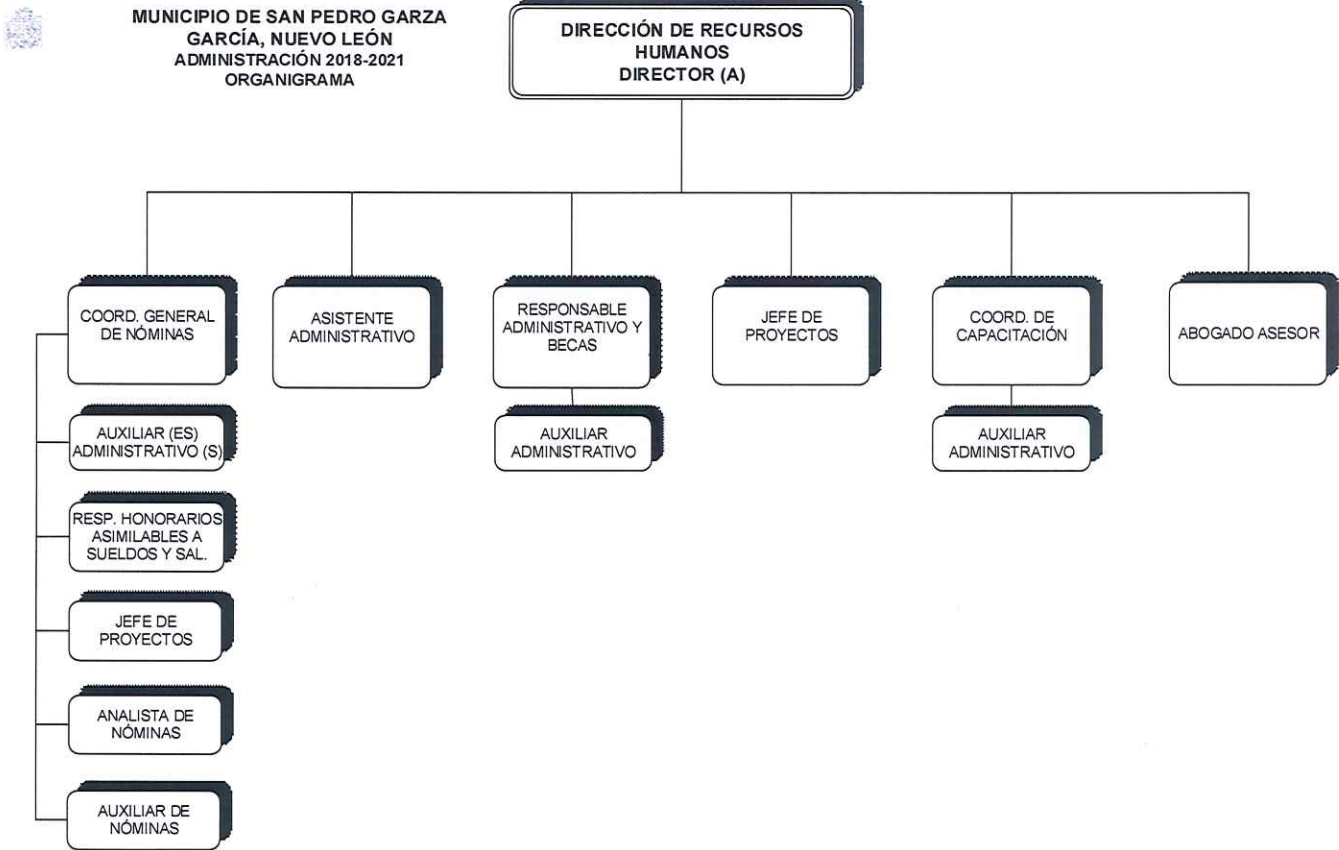 MUNICIPIO DE SAN PEDRO GARZA
GARCÍA, NUEVO LEÓN
ADMINISTRACIÓN 2018-2021
ORGANIGRAMA
DIRECCIÓN DE RECURSOS
HUMANOS
DIRECTOR (A)
COORD. GENERAL
DE NÓMINAS
ASISTENTE
ADMINISTRATIVO
RESPONSABLE
ADMINISTRATIVO Y
BECAS
JEFE DE
PROYECTOS
COORD. DE
CAPACITACIÓN
ABOGADO ASESOR
AUXILIAR (ES)
ADMINISTRATIVO (S)
AUXILIAR
ADMINISTRATIVO
AUXILIAR
ADMINISTRATIVO
RESP. HONORARIOS
ASIMILABLES A
SUELDOS Y SAL.
JEFE DE
PROYECTOS
ANALISTA DE
NÓMINAS
AUXILIAR DE
NÓMINAS